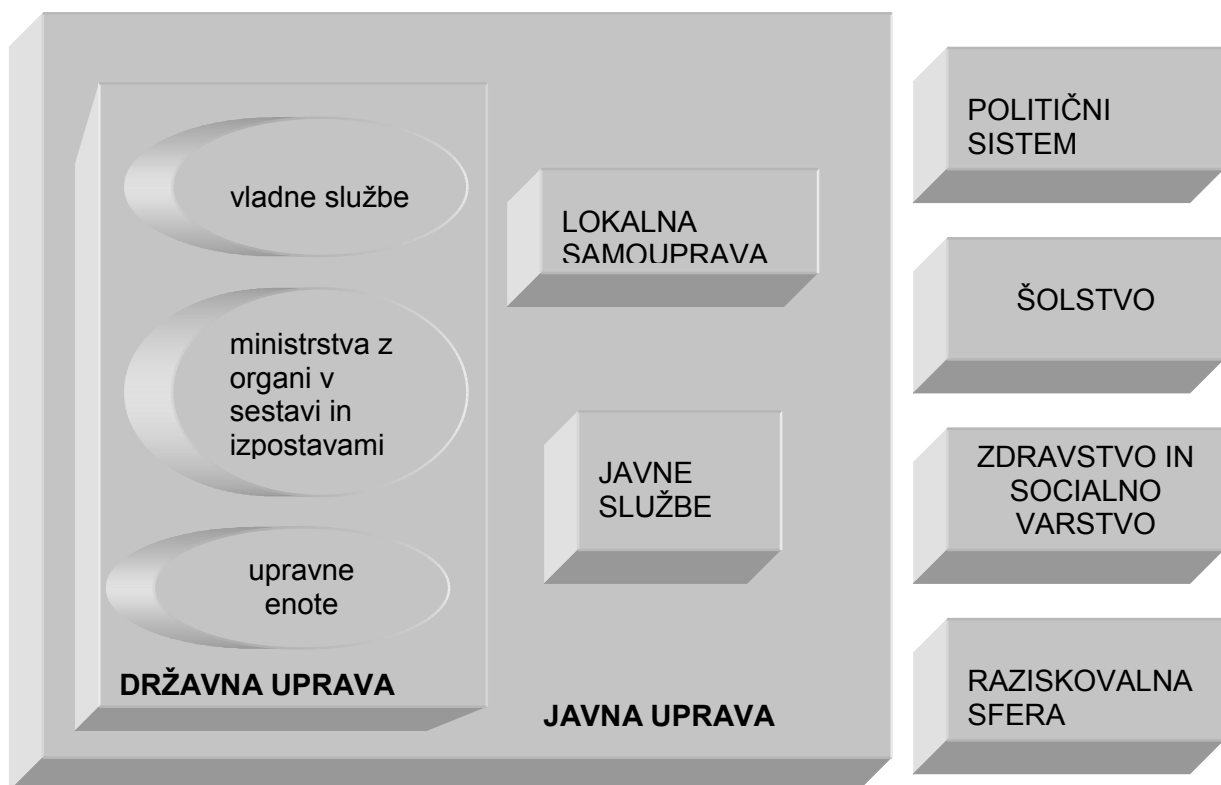 vladne službe
ministrstva z
organi v
sestavi in
izpostavami
upravne
enote
DRŽAVNA UPRAVA
LOKALNA
SAMOUPRAVA
JAVNE
SLUŽBE
JAVNA UPRAVA
POLITIČNI
SISTEM
ŠOLSTVO
ZDRAVSTVO IN
SOCIALNO
VARSTVO
RAZISKOVALNA
SFERA